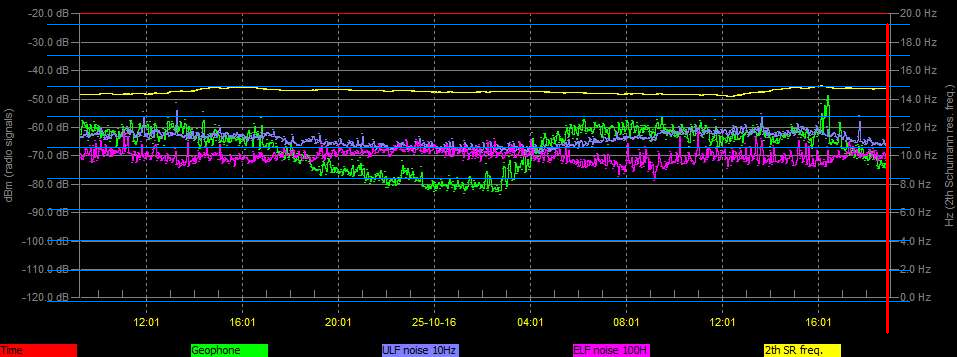 -20.0 dB 20.0 Hz
-30.0 dB 18.0 Hz
-40.0 dB 16.0 Hz
-50.0 dB 14.0 Hz
-60.0 dB 12.0 Hz
-70.0 dB 10.0 Hz
-80.0 dB 8.0 Hz
-90.0 dB 6.0 Hz
-100.0 dB 4.0 Hz
-110.0 dB 2.0 Hz
-120.0 dB 0.0 Hz
dBm (radio signals)
Hz (2th Schumann res. freq.)
12:01 16:01 20:01 25-10-16 04:01 08:01 12:01 16:01
Time Geophone ULF noise 10Hz ELF noise 100H 2th SR freq.